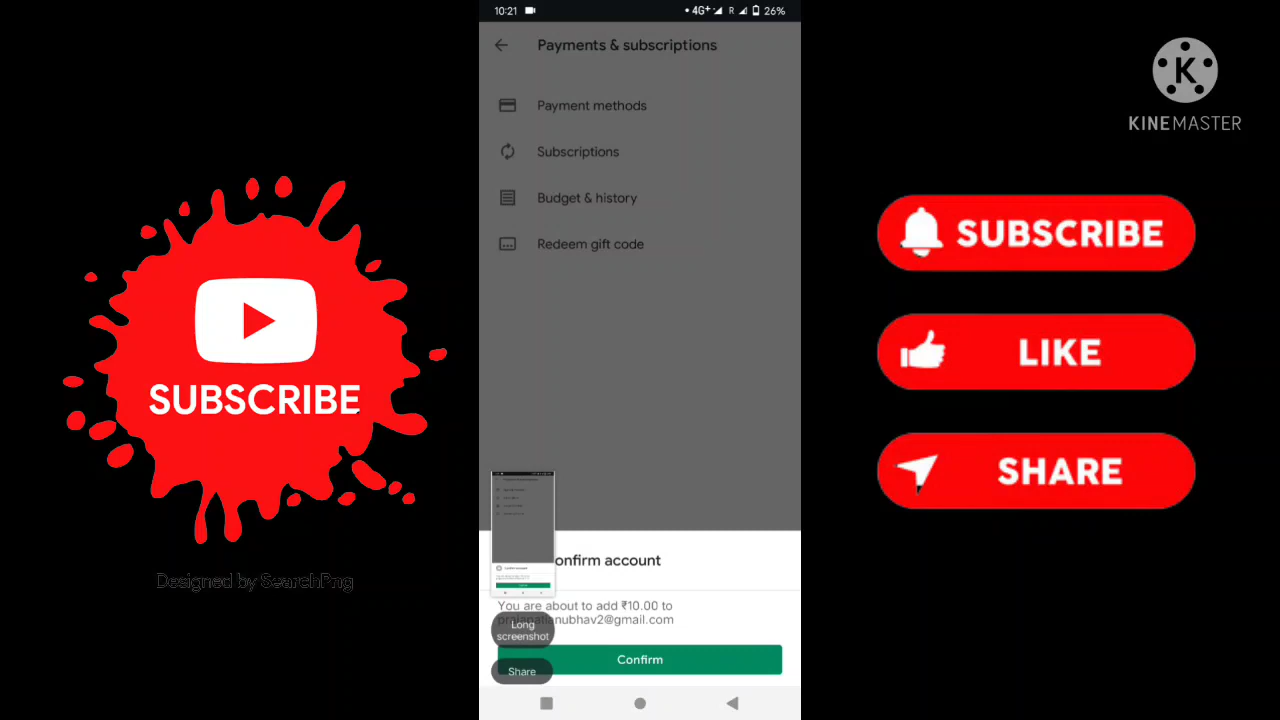 10:21
4G+
R
26%
Payments & subscriptions
Payment methods
Subscriptions
Budget & history
Redeem gift code
K
KINEMASTER
SUBSCRIBE
Designed by SearchPng
SUBSCRIBE
LIKE
SHARE
onfirm account
You are about to add ₹10.00 to
prajapatianubhav2@gmail.com
Long
screenshot
Confirm
Share